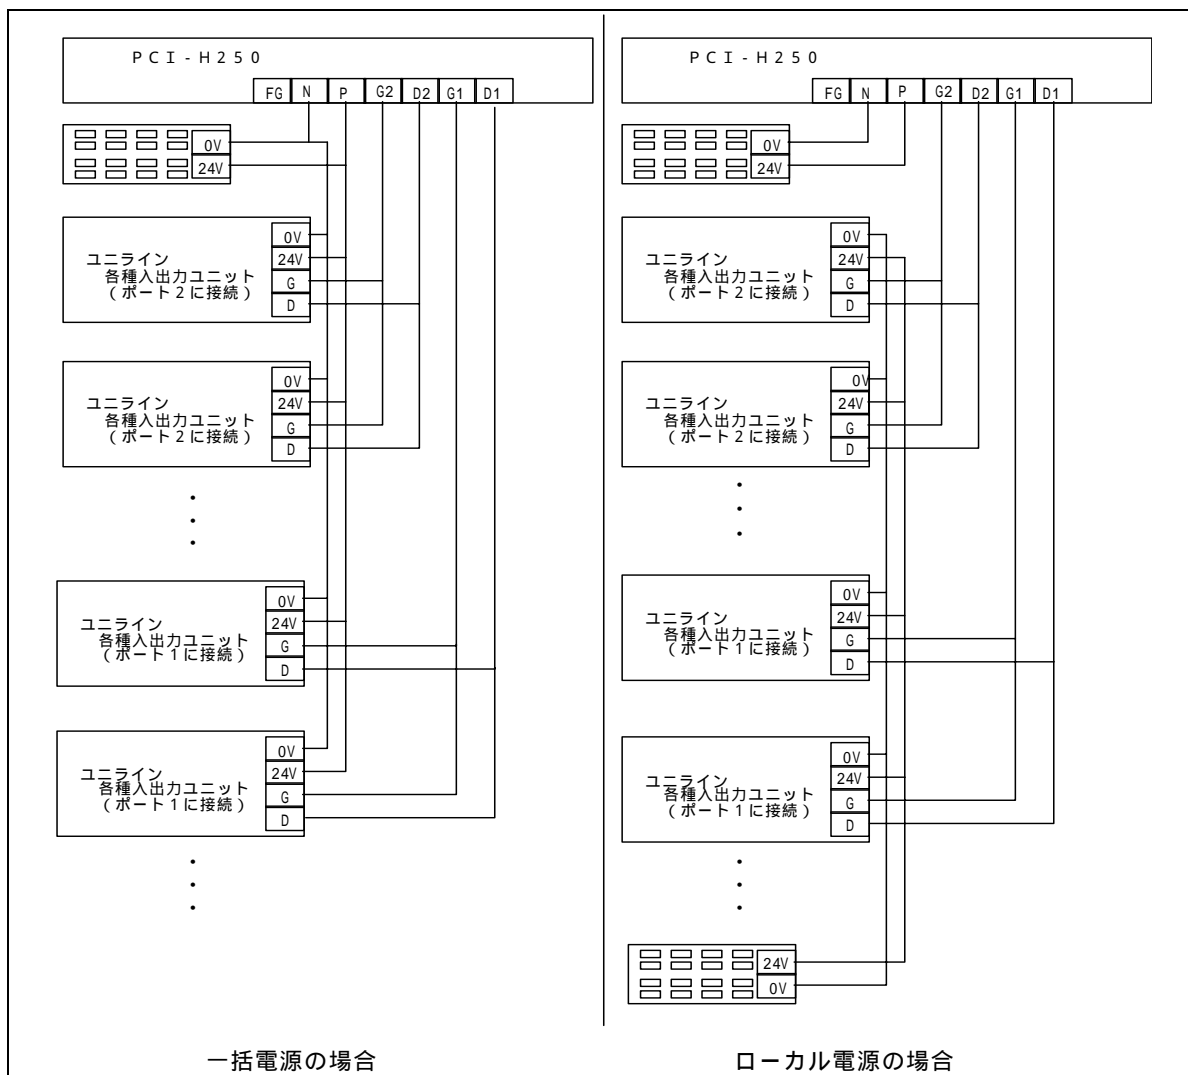 PCI-H250
FG N P G2 D2 G1 D1
0V
24V
0V
24V
G
D
ユニライン
各種入出力ユニット
(ポート2に接続)
0V
24V
G
D
ユニライン
各種入出力ユニット
(ポート2に接続)
・
・
・
0V
24V
G
D
ユニライン
各種入出力ユニット
(ポート1に接続)
0V
24V
G
D
ユニライン
各種入出力ユニット
(ポート1に接続)
・
・
・
一括電源の場合
PCI-H250
FG N P G2 D2 G1 D1
0V
24V
0V
24V
G
D
ユニライン
各種入出力ユニット
(ポート2に接続)
0V
24V
G
D
ユニライン
各種入出力ユニット
(ポート2に接続)
・
・
・
0V
24V
G
D
ユニライン
各種入出力ユニット
(ポート1に接続)
0V
24V
G
D
ユニライン
各種入出力ユニット
(ポート1に接続)
・
・
・
24V
0V
ローカル電源の場合